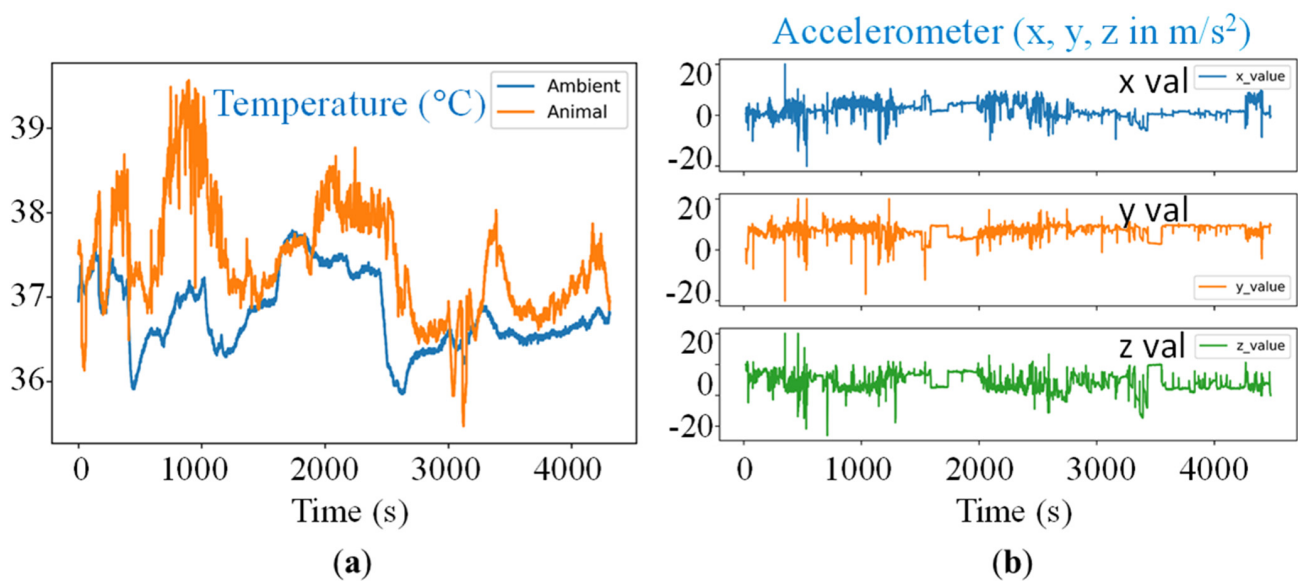 Temperature (°C)
Ambient
Animal
39
38
37
36
0 1000 2000 3000 4000
Time (s)
(a)
Accelerometer (x, y, z in m/s²)
20
0
-20
x val
x_value
20
0
-20
y val
y_value
20
0
-20
z val
z_value
0 1000 2000 3000 4000
Time (s)
(b)